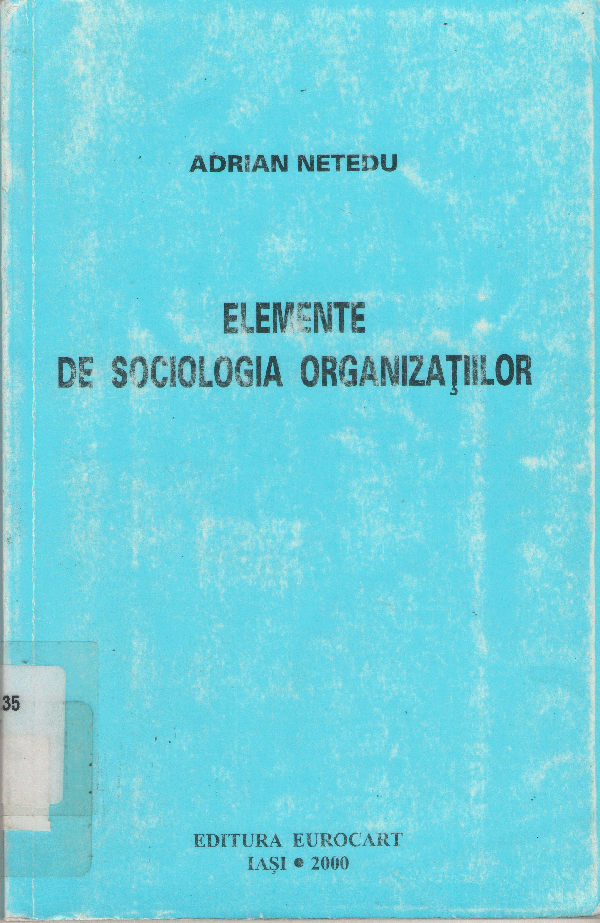 ADRIAN NETEDU
ELEMENTE
DE SOCIOLOGIA ORGANIZAŢIILOR
35
EDITURA EUROCART
IAŞI • 2000